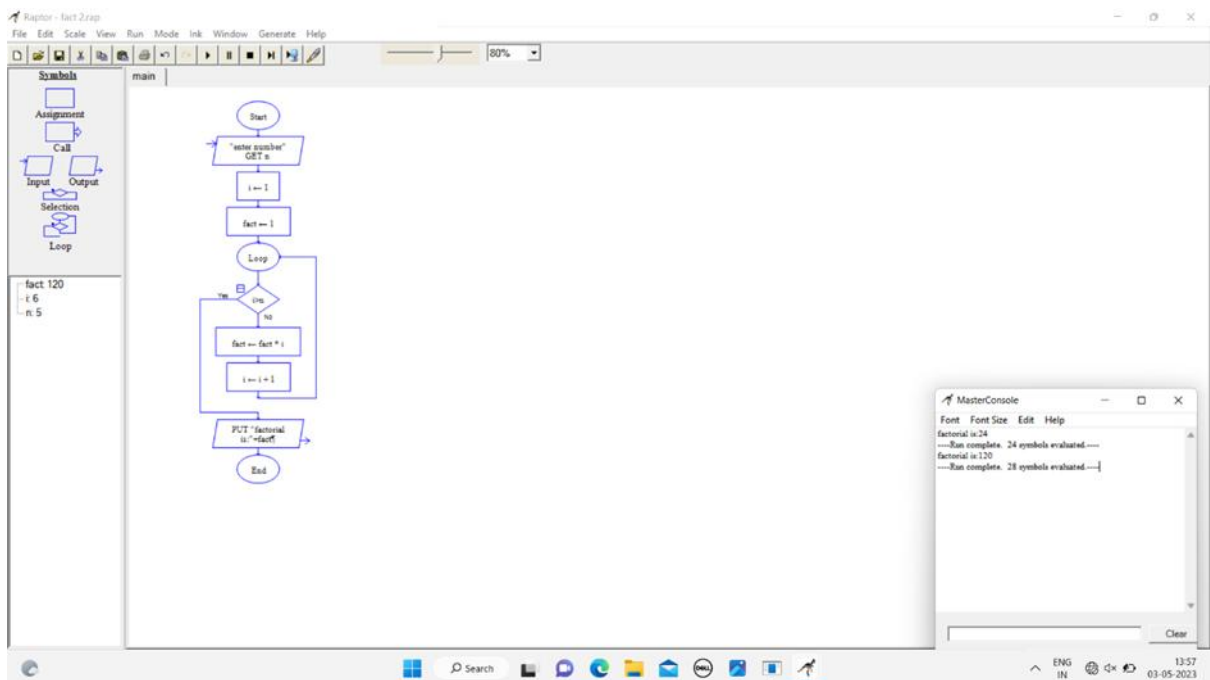 Raptor - fact 2.rap
File Edit Scale View Run Mode Ink Window Generate Help
80%
Symbols
main
Assignment
Call
Input Output
Selection
Loop
fact: 120
i: 6
n: 5
Start
"enter number"
GET n
i ← 1
fact ← 1
Loop
Yes
i>n
No
fact ← fact * i
i ← i + 1
PUT "factorial
is:"+fact¶
End
MasterConsole
Font Font Size Edit Help
factorial is:24
----Run complete. 24 symbols evaluated.----
factorial is:120
----Run complete. 28 symbols evaluated.----
Clear
Search
DELL
ENG
IN
13:57
03-05-2023